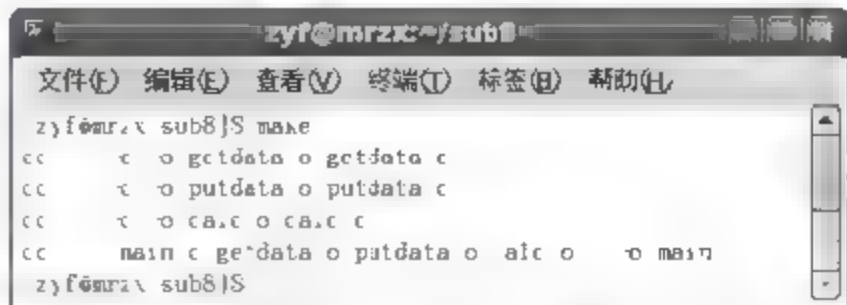 zyf@mrzx:~/sub8
文件(F) 编辑(E) 查看(V) 终端(T) 标签(B) 帮助(H)
zyf@mrzx sub8]$ make
cc -c -o getdata.o getdata.c
cc -c -o putdata.o putdata.c
cc -c -o calc.o calc.c
cc main.c getdata.o putdata.o calc.o -o main
zyf@mrzx sub8]$